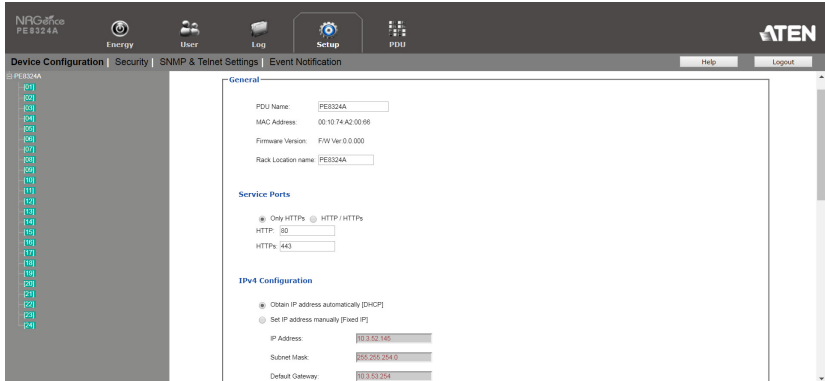 NRGence
PE8324A
Energy
User
Log
Setup
PDU
ATEN
Device Configuration | Security | SNMP & Telnet Settings | Event Notification
Help
Logout
PE8324A
[01]
[02]
[03]
[04]
[05]
[06]
[07]
[08]
[09]
[10]
[11]
[12]
[13]
[14]
[15]
[16]
[17]
[18]
[19]
[20]
[21]
[22]
[23]
[24]
General
PDU Name: PE8324A
MAC Address: 00:10:74:A2:00:66
Firmware Version: F/W Ver:0.0.000
Rack Location name: PE8324A
Service Ports
Only HTTPs HTTP / HTTPs
HTTP: 80
HTTPs: 443
IPv4 Configuration
Obtain IP address automatically [DHCP]
Set IP address manually [Fixed IP]
IP Address: 10.3.52.145
Subnet Mask: 255.255.254.0
Default Gateway: 10.3.53.254